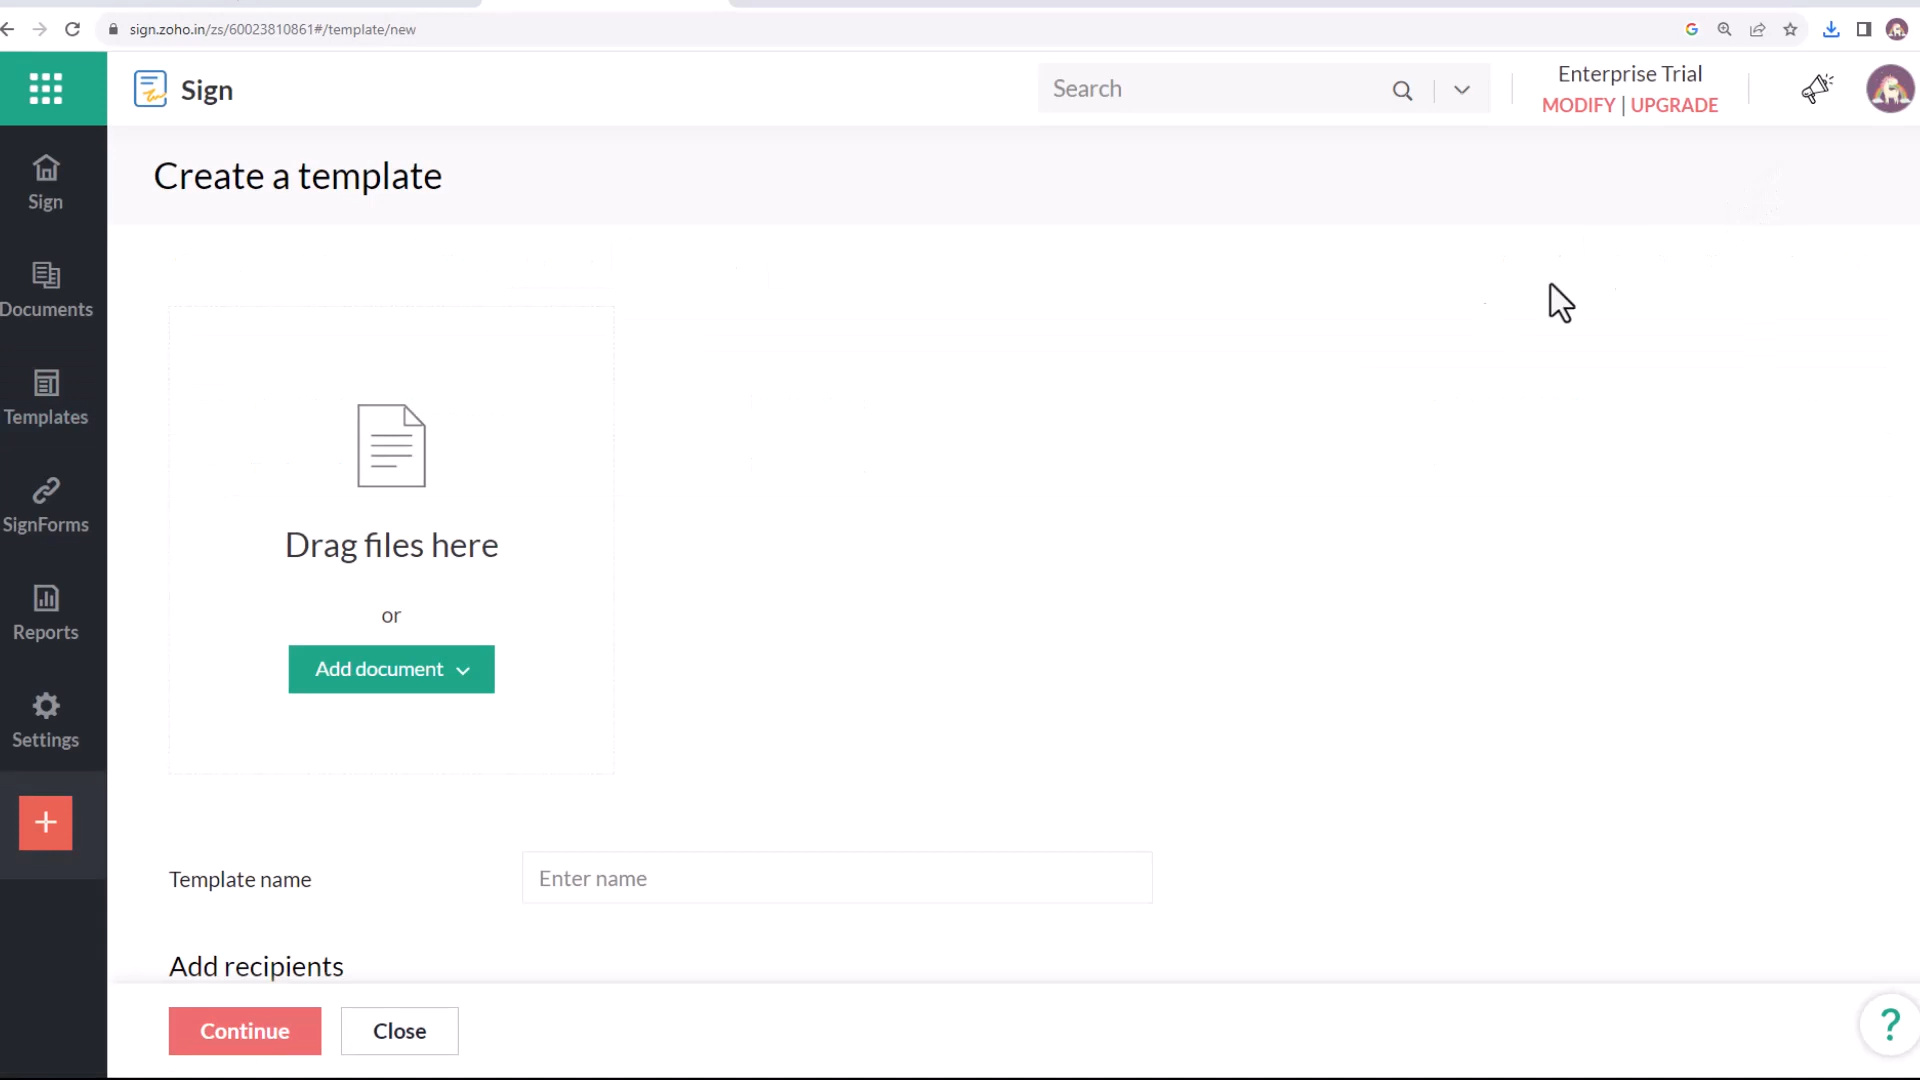 sign.zoho.in/zs/60023810861#/template/new
Sign
Search
Enterprise Trial
MODIFY | UPGRADE
Create a template
Sign
Documents
Templates
SignForms
Reports
Settings
+
Drag files here
or
Add document
Template name
Enter name
Add recipients
Continue
Close
?